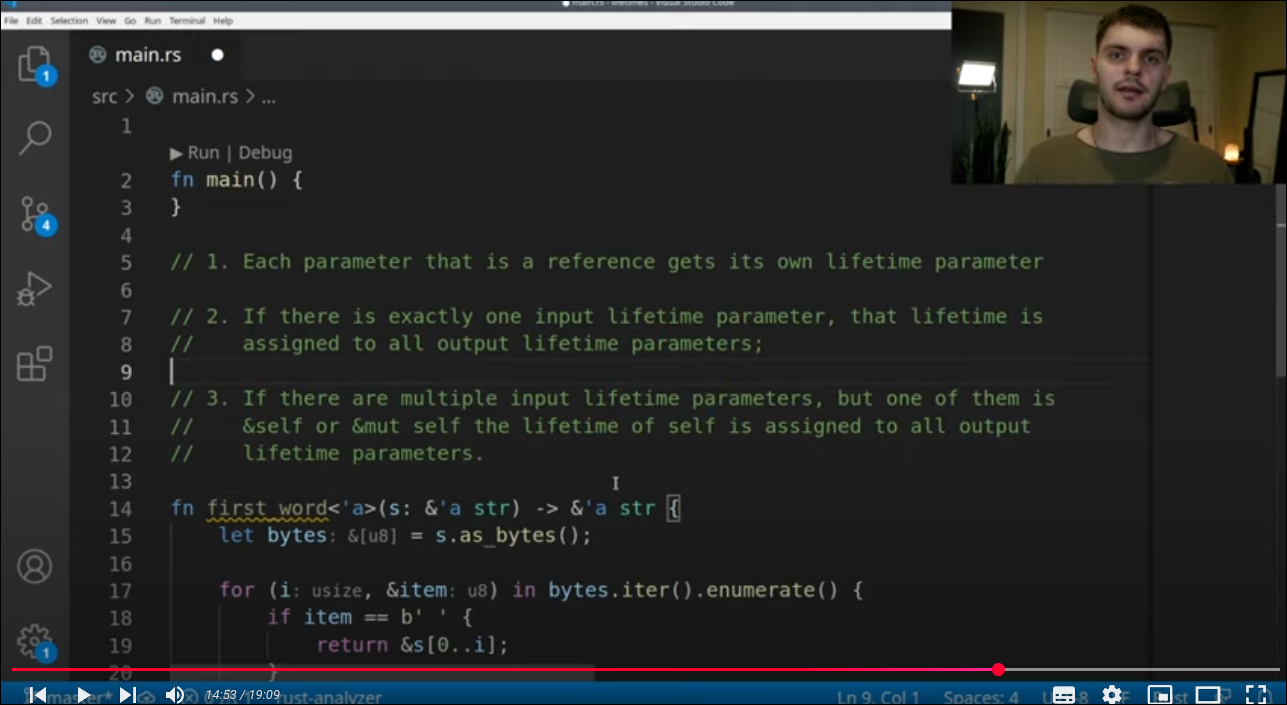 main.rs - lifetimes - Visual Studio Code
File Edit Selection View Go Run Terminal Help
main.rs
src > main.rs > ...
1
▶ Run | Debug
2 fn main() {
3 }
4
5 // 1. Each parameter that is a reference gets its own lifetime parameter
6
7 // 2. If there is exactly one input lifetime parameter, that lifetime is
8 // assigned to all output lifetime parameters;
9
10 // 3. If there are multiple input lifetime parameters, but one of them is
11 // &self or &mut self the lifetime of self is assigned to all output
12 // lifetime parameters.
13
14 fn first_word<'a>(s: &'a str) -> &'a str {
15 let bytes: &[u8] = s.as_bytes();
16
17 for (i: usize, &item: u8) in bytes.iter().enumerate() {
18 if item == b' ' {
19 return &s[0..i];
20 }
1
4
1
master* rust-analyzer Ln 9, Col 1 Spaces: 4
14:53 / 19:09